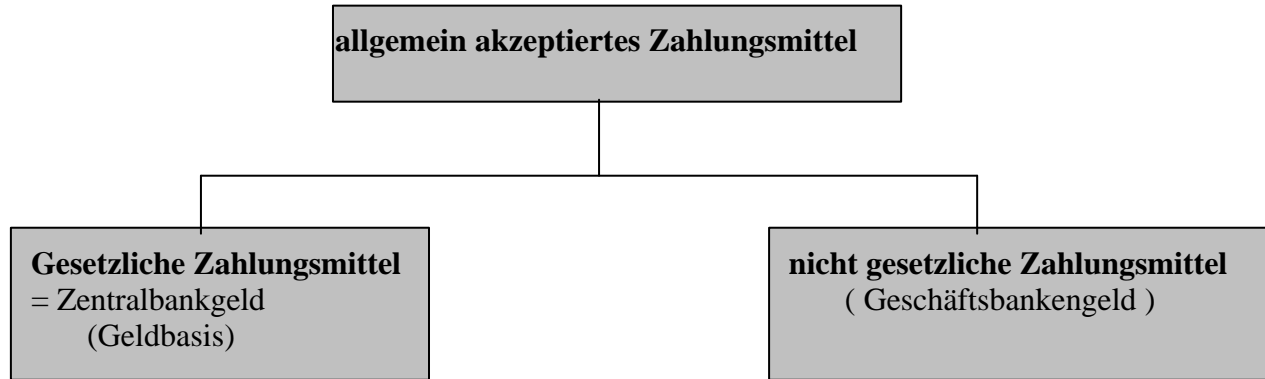 allgemein akzeptiertes Zahlungsmittel
Gesetzliche Zahlungsmittel
= Zentralbankgeld
(Geldbasis)
nicht gesetzliche Zahlungsmittel
( Geschäftsbankengeld )